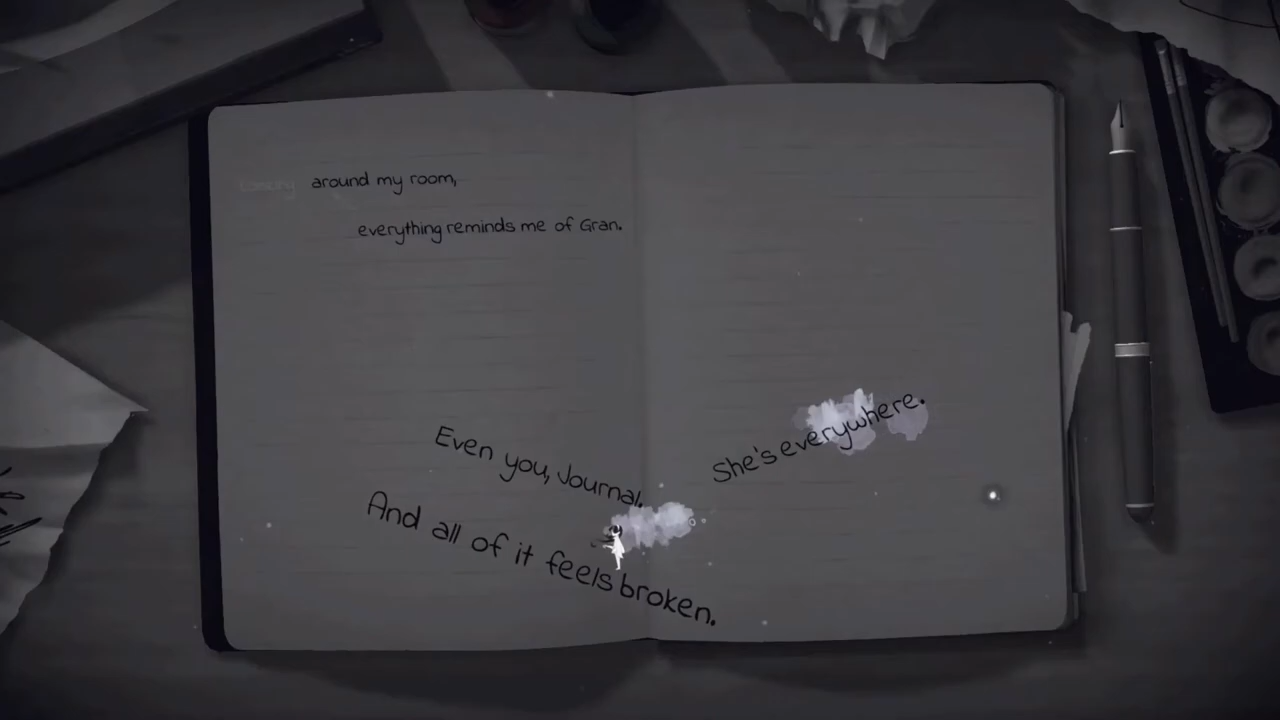 around my room,
everything reminds me of Gran.
Even you, Journal.
She's everywhere.
And all of it feels broken.